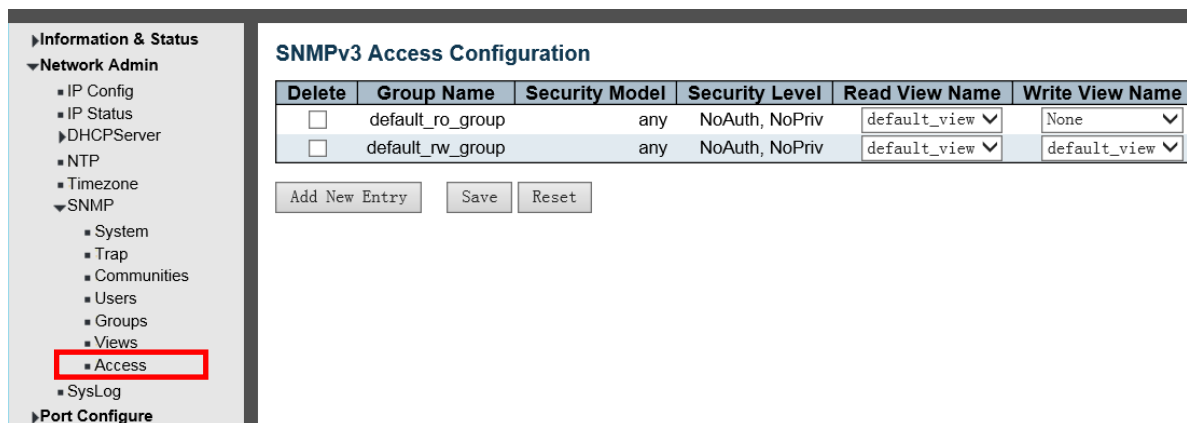 Information & Status
Network Admin
IP Config
IP Status
DHCPServer
NTP
Timezone
SNMP
System
Trap
Communities
Users
Groups
Views
Access
SysLog
Port Configure
SNMPv3 Access Configuration
Delete Group Name Security Model Security Level Read View Name Write View Name
default_ro_group any NoAuth, NoPriv default_view None
default_rw_group any NoAuth, NoPriv default_view default_view
Add New Entry Save Reset